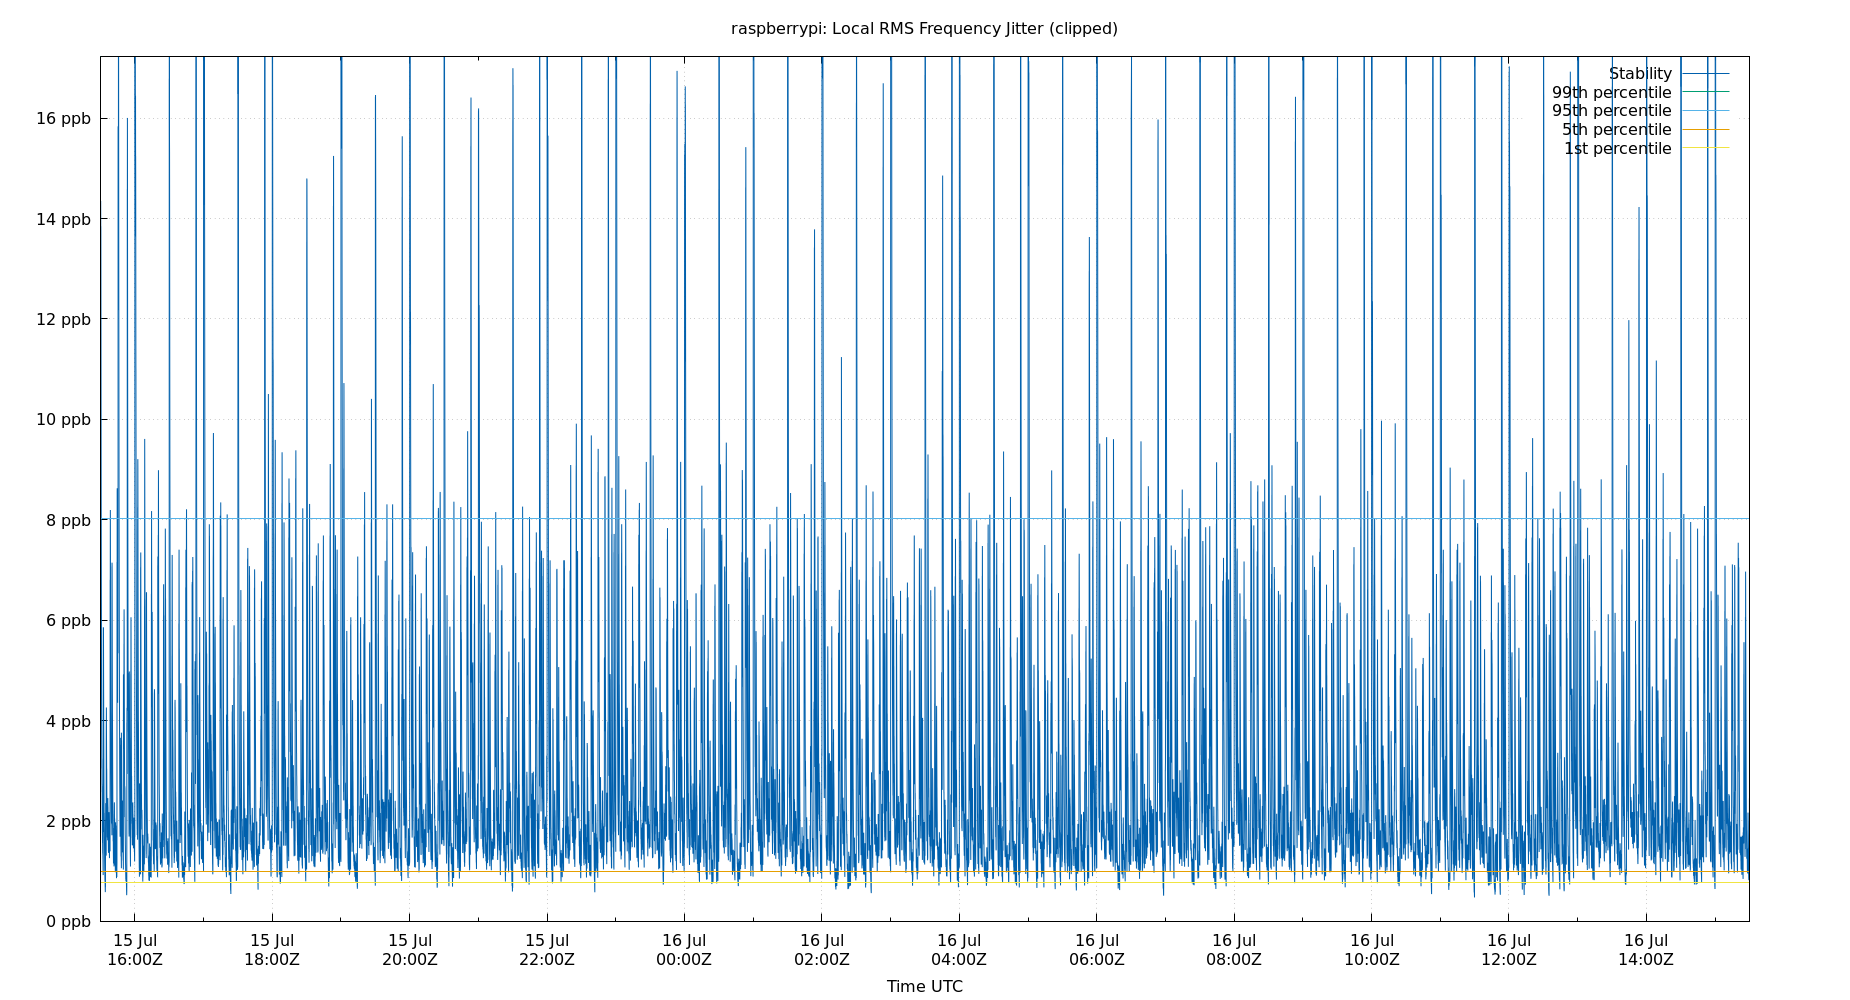 raspberrypi: Local RMS Frequency Jitter (clipped)
Stability
99th percentile
95th percentile
5th percentile
1st percentile
16 ppb
14 ppb
12 ppb
10 ppb
8 ppb
6 ppb
4 ppb
2 ppb
0 ppb
15 Jul 15 Jul 15 Jul 15 Jul 16 Jul 16 Jul 16 Jul 16 Jul 16 Jul 16 Jul 16 Jul 16 Jul
16:00Z 18:00Z 20:00Z 22:00Z 00:00Z 02:00Z 04:00Z 06:00Z 08:00Z 10:00Z 12:00Z 14:00Z
Time UTC